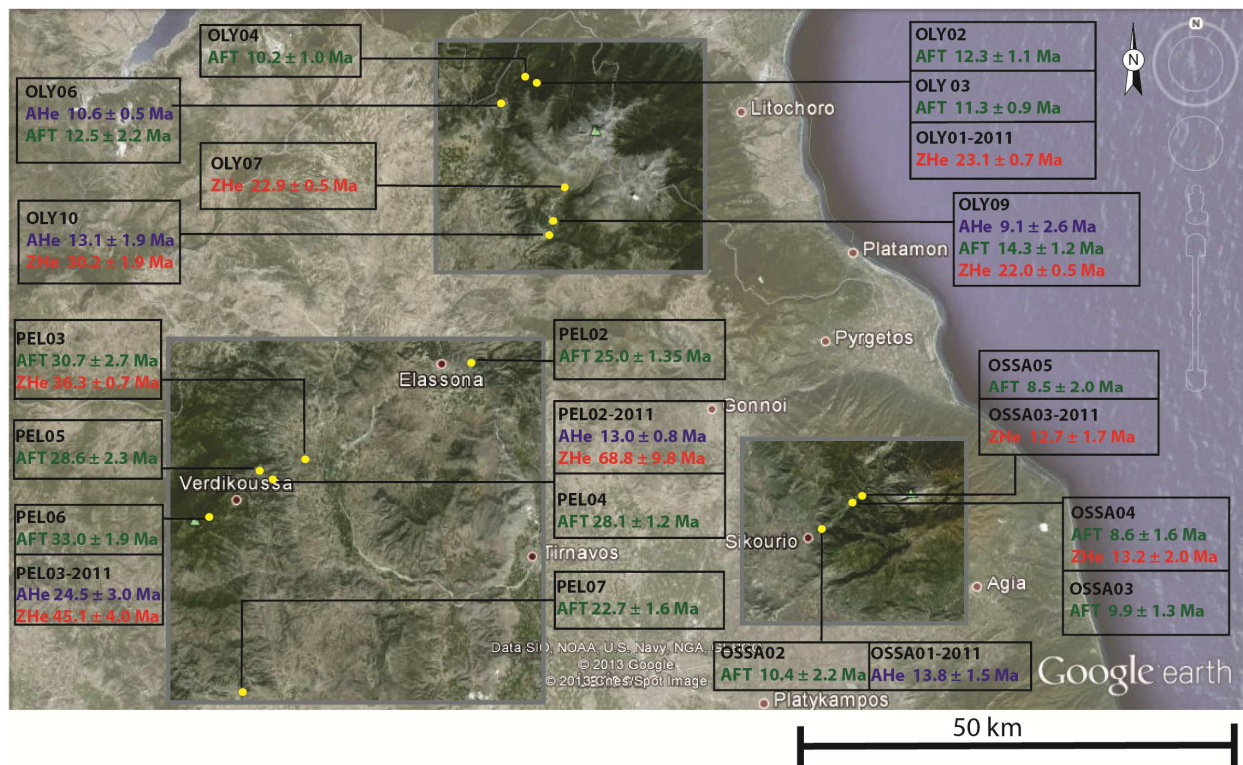 OLY04
AFT 10.2 ± 1.0 Ma
OLY02
AFT 12.3 ± 1.1 Ma
OLY 03
AFT 11.3 ± 0.9 Ma
OLY01-2011
ZHe 23.1 ± 0.7 Ma
N
N
OLY06
AHe 10.6 ± 0.5 Ma
AFT 12.5 ± 2.2 Ma
Litochoro
OLY07
ZHe 22.9 ± 0.5 Ma
OLY10
AHe 13.1 ± 1.9 Ma
ZHe 30.2 ± 1.9 Ma
OLY09
AHe 9.1 ± 2.6 Ma
AFT 14.3 ± 1.2 Ma
ZHe 22.0 ± 0.5 Ma
Platamon
Pyrgetos
PEL03
AFT 30.7 ± 2.7 Ma
ZHe 36.3 ± 0.7 Ma
PEL02
AFT 25.0 ± 1.35 Ma
Elassona
OSSA05
AFT 8.5 ± 2.0 Ma
OSSA03-2011
ZHe 12.7 ± 1.7 Ma
Gonnoi
PEL05
AFT 28.6 ± 2.3 Ma
PEL02-2011
AHe 13.0 ± 0.8 Ma
ZHe 68.8 ± 9.8 Ma
PEL04
AFT 28.1 ± 1.2 Ma
Verdikoussa
PEL06
AFT 33.0 ± 1.9 Ma
PEL03-2011
AHe 24.5 ± 3.0 Ma
ZHe 45.1 ± 4.0 Ma
Tirnavos
Sikourio
OSSA04
AFT 8.6 ± 1.6 Ma
ZHe 13.2 ± 2.0 Ma
OSSA03
AFT 9.9 ± 1.3 Ma
Agia
PEL07
AFT 22.7 ± 1.6 Ma
Data SIO, NOAA, U.S. Navy, NGA,
© 2013 Google
© 2013 Cnes/Spot Image
OSSA02
AFT 10.4 ± 2.2 Ma
OSSA01-2011
AHe 13.8 ± 1.5 Ma
Google earth
Platykampos
50 km